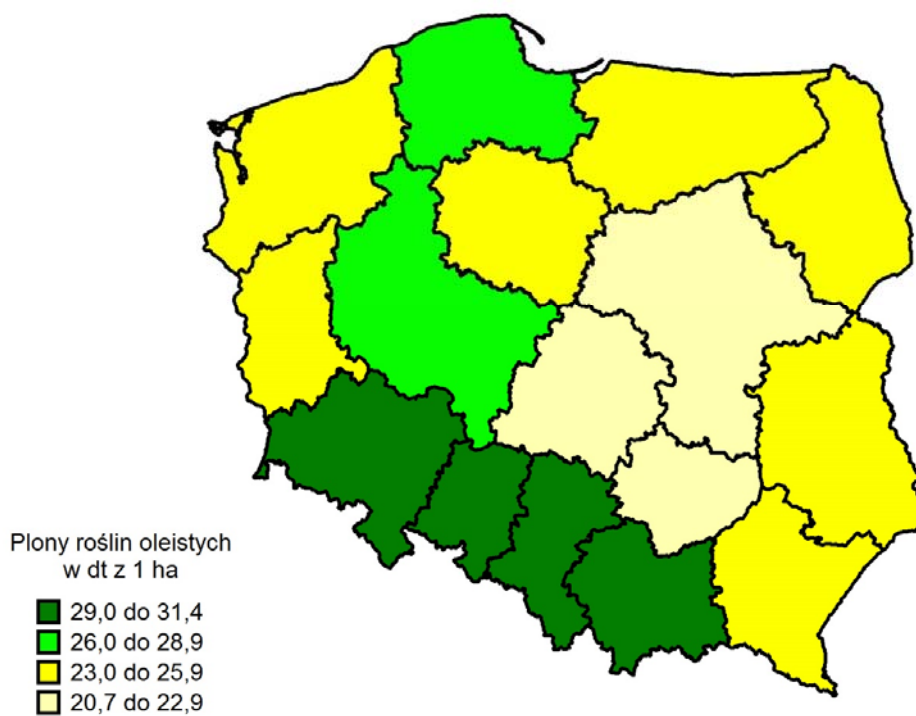 Plony roślin oleistych
w dt z 1 ha
29,0 do 31,4
26,0 do 28,9
23,0 do 25,9
20,7 do 22,9